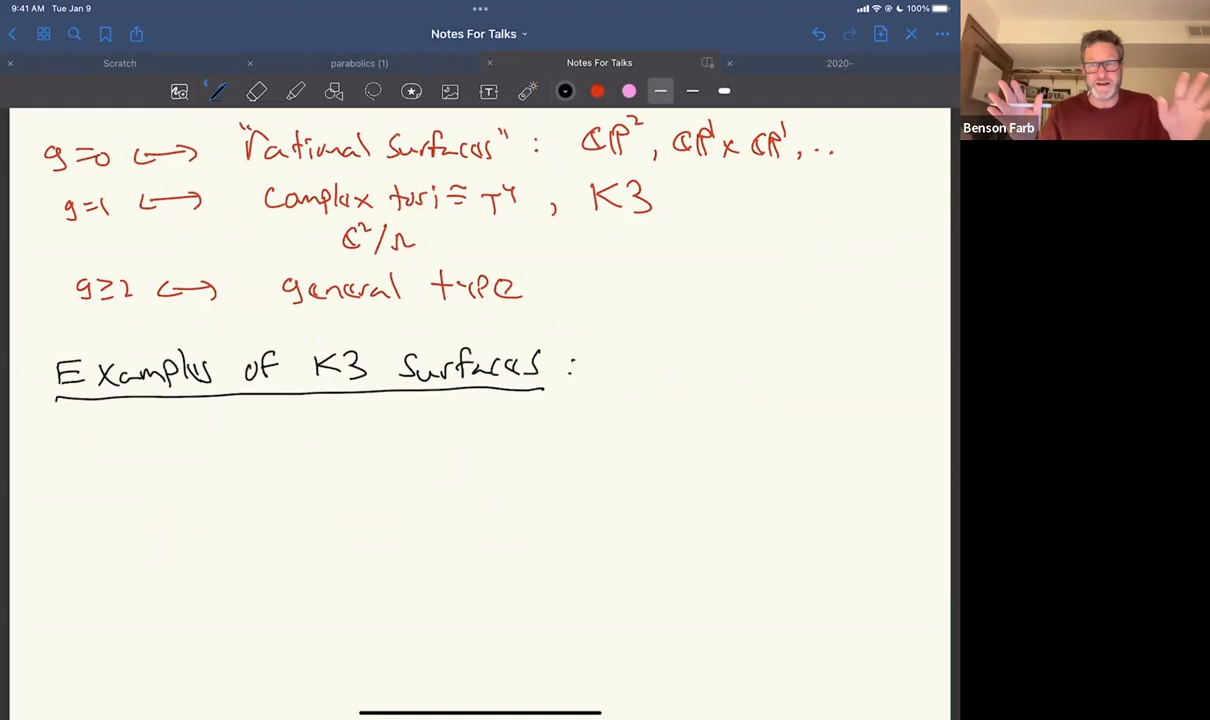 9:41 AM Tue Jan 9
100%
Notes For Talks
Scratch
parabolics (1)
Notes For Talks
2020-
Benson Farb
g=0 ↔ "rational surfaces" : ℂP², ℂP¹ × ℂP¹, ...
g=1 ↔ complex tori ≅ T⁴ , K3
ℂ²/Λ
g≥2 ↔ general type
Examples of K3 surfaces :